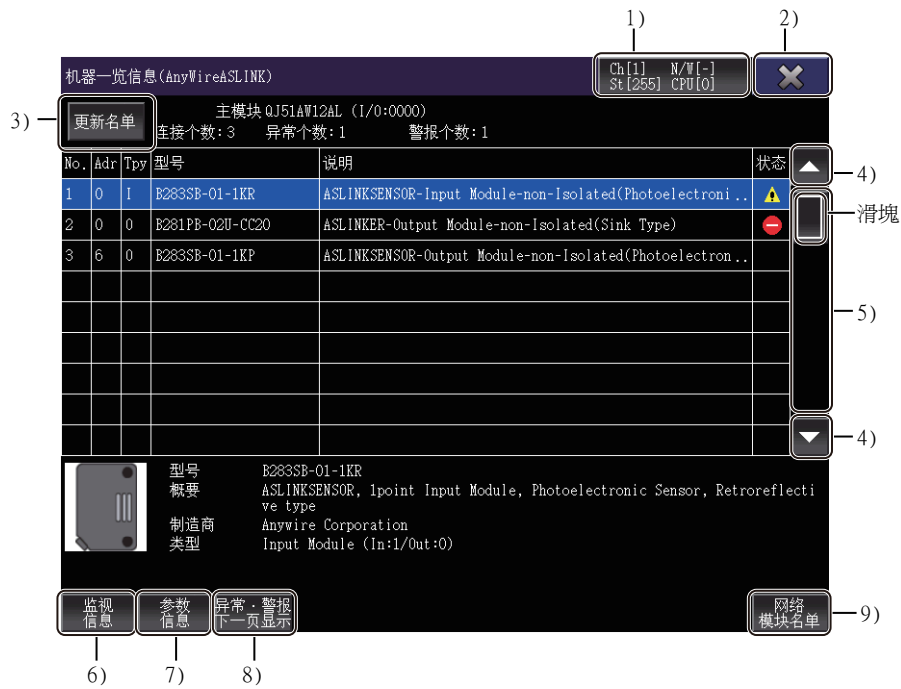 1)
2)
机器一览信息(AnyWireASLINK)
Ch[1] N/W[-]
St[255] CPU[0]
3)
更新名单
主模块 QJ51AW12AL (I/O:0000)
连接个数:3 异常个数:1 警报个数:1
No. Adr Tpy 型号 说明 状态
4)
1 0 I B283SB-01-1KR ASLINKSENSOR-Input Module-non-Isolated(Photoelectroni..
滑块
2 0 0 B281PB-02U-CC20 ASLINKER-Output Module-non-Isolated(Sink Type)
3 6 0 B283SB-01-1KP ASLINKSENSOR-Output Module-non-Isolated(Photoelectron..
5)
4)
型号 B283SB-01-1KR
概要 ASLINKSENSOR, 1point Input Module, Photoelectronic Sensor, Retroreflecti
ve type
制造商 Anywire Corporation
类型 Input Module (In:1/Out:0)
监视
信息
参数
信息
异常·警报
下一页显示
网络
模块名单
9)
6)
7)
8)